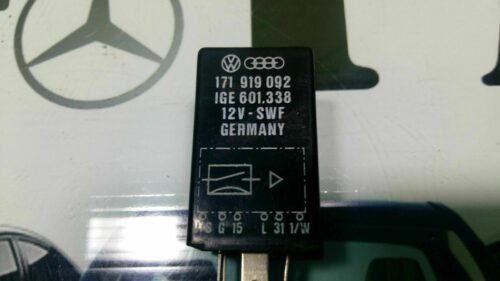 171 919 092
IGE 601.338
12V-SWF
GERMANY
S G 15 L 31 1/W